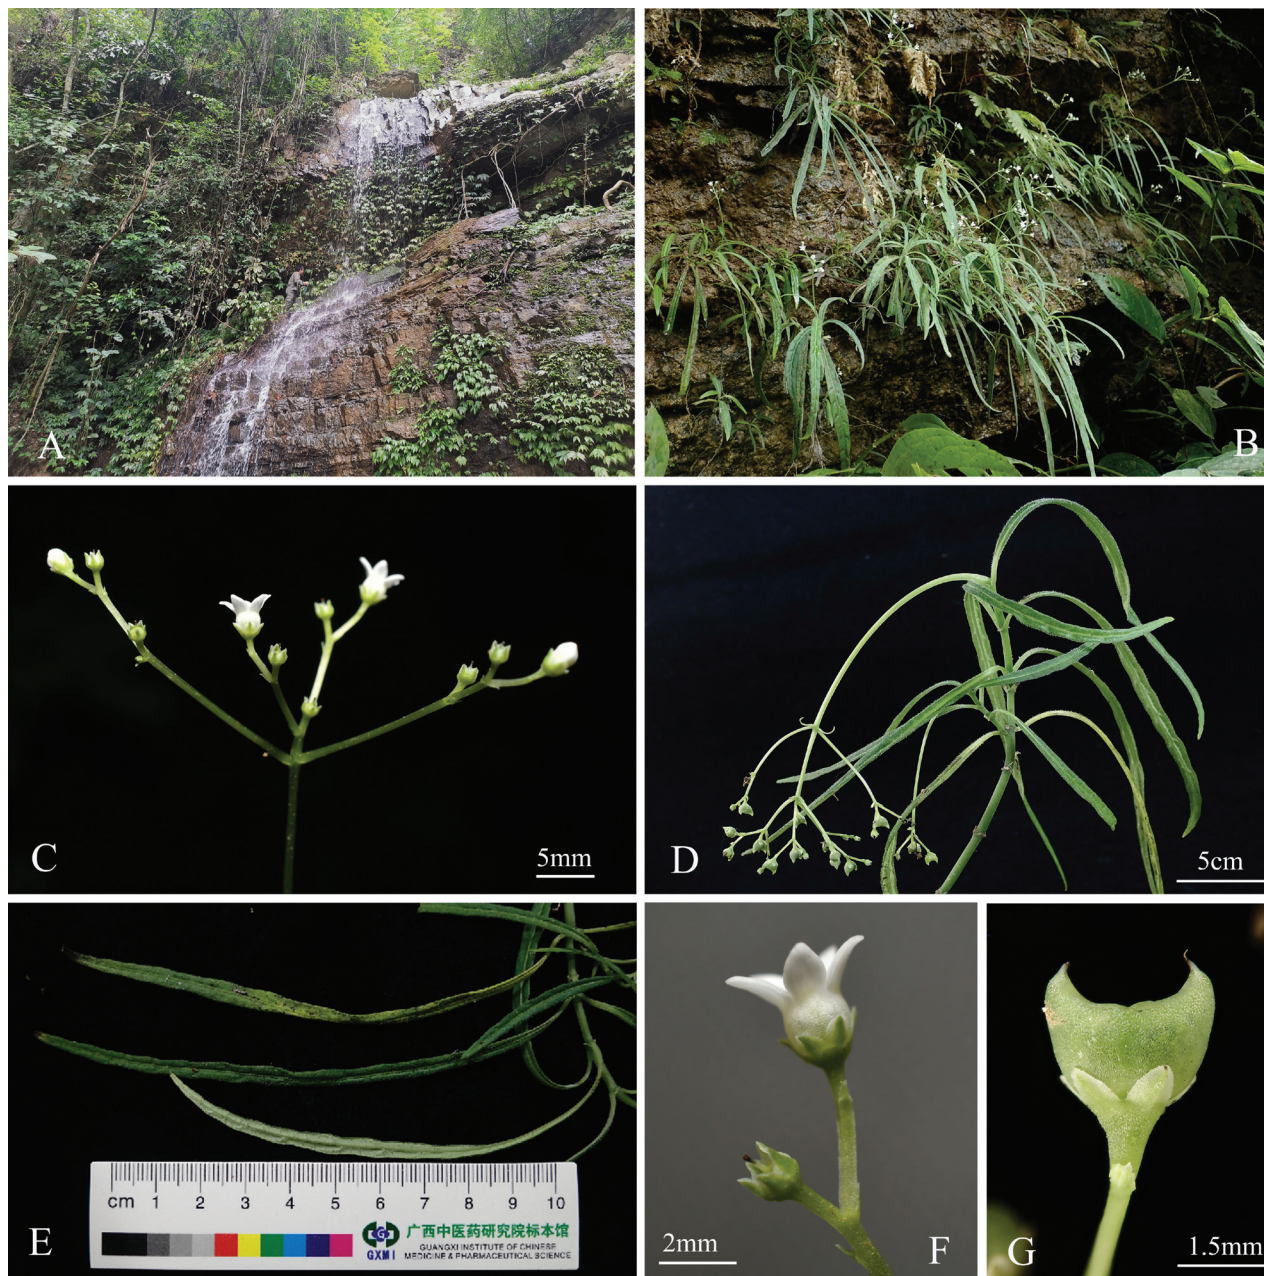 A
B
C
5mm
D
5cm
cm 1 2 3 4 5 6 7 8 9 10
GXMI
广西中医药研究院标本馆
GUANGXI INSTITUTE OF CHINESE
MEDICINE & PHARMACEUTICAL SCIENCE
E
2mm
F
G
1.5mm